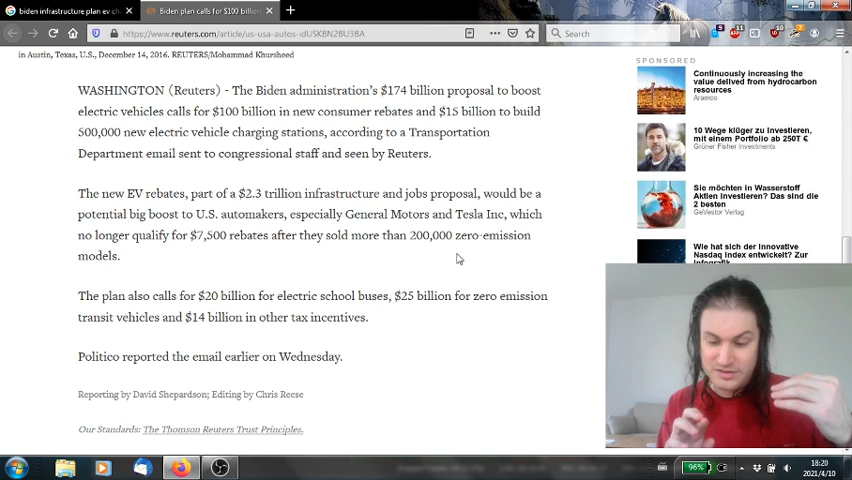 biden infrastructure plan ev ch
Biden plan calls for $100 billion
https://www.reuters.com/article/us-usa-autos-idUSKBN2BU3BA
Search
in Austin, Texas, U.S., December 14, 2016. REUTERS/Mohammad Khursheed
WASHINGTON (Reuters) - The Biden administration's $174 billion proposal to boost
electric vehicles calls for $100 billion in new consumer rebates and $15 billion to build
500,000 new electric vehicle charging stations, according to a Transportation
Department email sent to congressional staff and seen by Reuters.
The new EV rebates, part of a $2.3 trillion infrastructure and jobs proposal, would be a
potential big boost to U.S. automakers, especially General Motors and Tesla Inc, which
no longer qualify for $7,500 rebates after they sold more than 200,000 zero-emission
models.
The plan also calls for $20 billion for electric school buses, $25 billion for zero emission
transit vehicles and $14 billion in other tax incentives.
Politico reported the email earlier on Wednesday.
Reporting by David Shepardson; Editing by Chris Reese
Our Standards: The Thomson Reuters Trust Principles.
SPONSORED
Continuously increasing the
value derived from hydrocarbon
resources
Aramco
10 Wege klüger zu investieren,
mit einem Portfolio ab 250T €
Grüner Fisher Investments
Sie möchten in Wasserstoff
Aktien investieren? Das sind die
2 besten
GeVestor Verlag
Wie hat sich der innovative
Nasdaq Index entwickelt? Zur
96%
18:20
2021/4/10